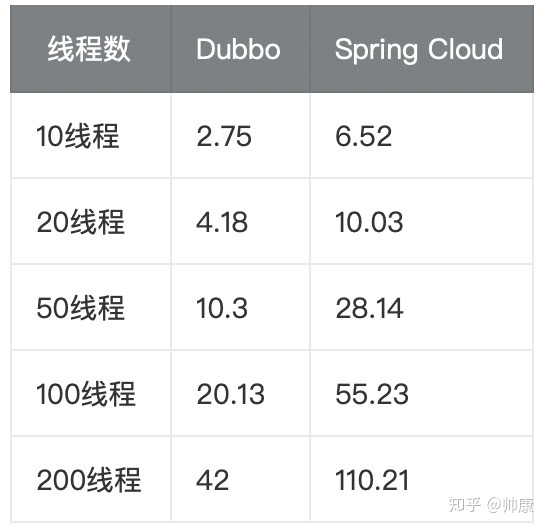 线程数 Dubbo Spring Cloud
10线程 2.75 6.52
20线程 4.18 10.03
50线程 10.3 28.14
100线程 20.13 55.23
200线程 42 110.21
知乎 @帅康